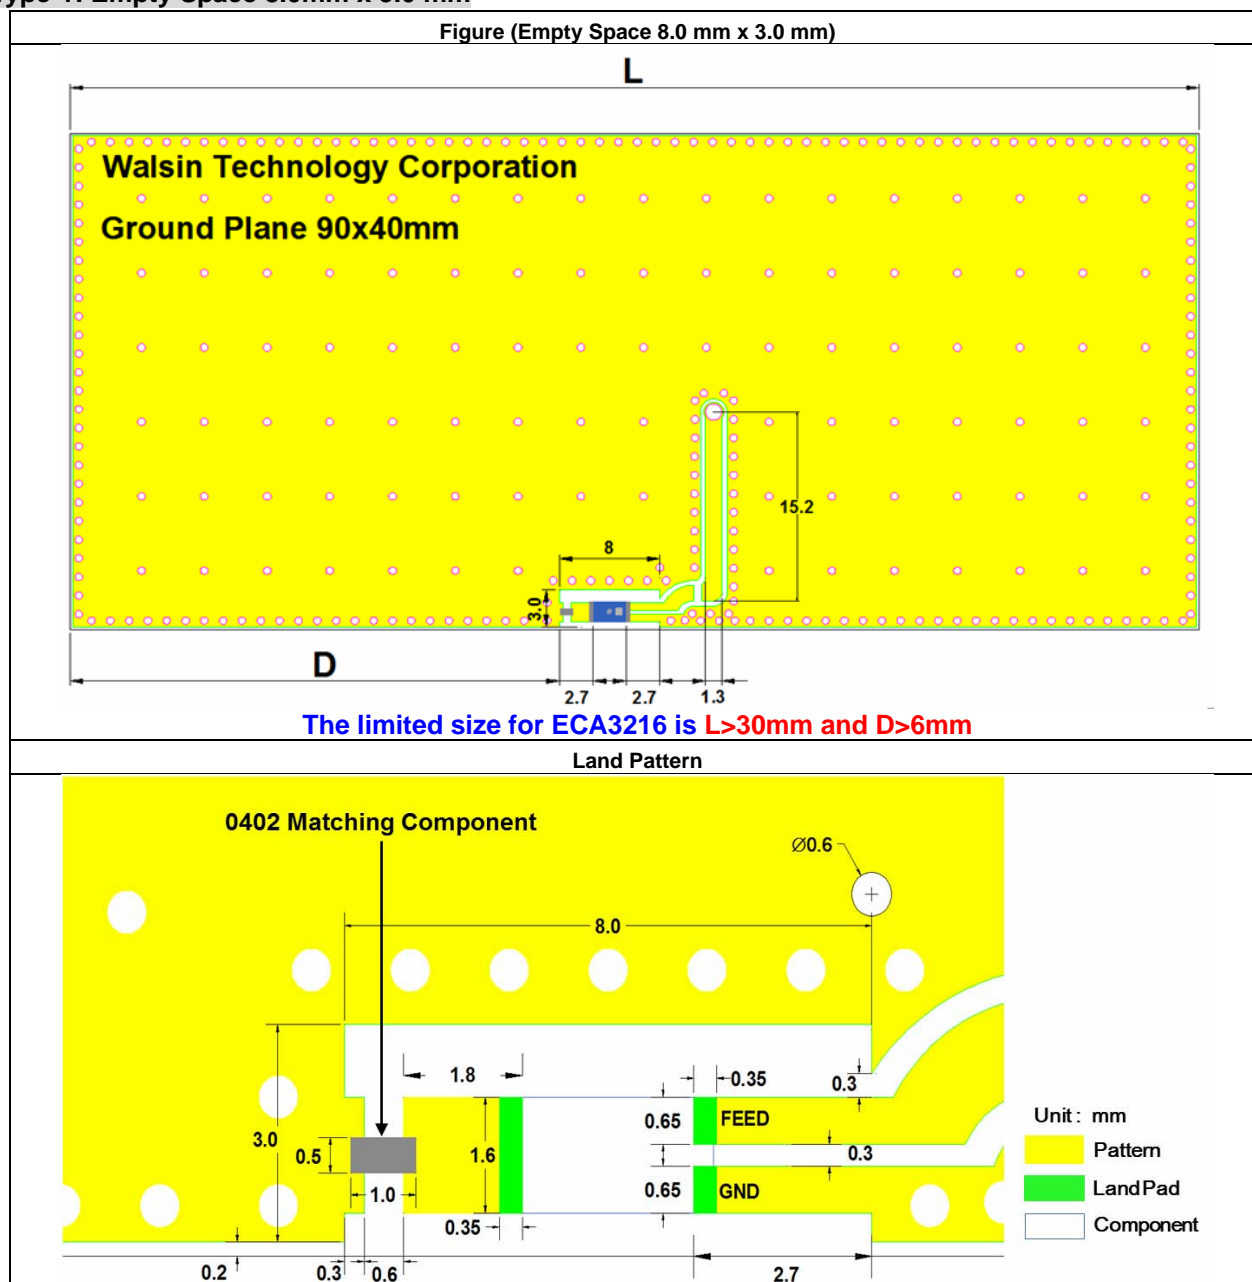 Figure (Empty Space 8.0 mm x 3.0 mm)
L
Walsin Technology Corporation
Ground Plane 90x40mm
15.2
8
3.0
D
2.7
2.7
1.3
The limited size for ECA3216 is L>30mm and D>6mm
Land Pattern
0402 Matching Component
Ø0.6
8.0
1.8
0.35
0.3
0.65
FEED
Unit : mm
3.0
0.5
1.6
0.3
Pattern
1.0
0.65
GND
Land Pad
0.35
Component
0.2
0.3
0.6
2.7